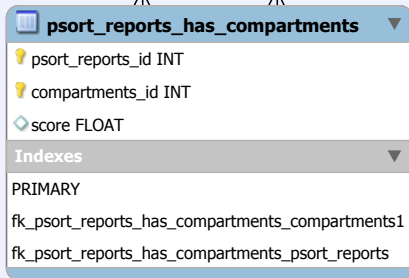 psort_reports_has_compartments
psort_reports_id INT
compartments_id INT
score FLOAT
Indexes
PRIMARY
fk_psort_reports_has_compartments_compartments1
fk_psort_reports_has_compartments_psort_reports